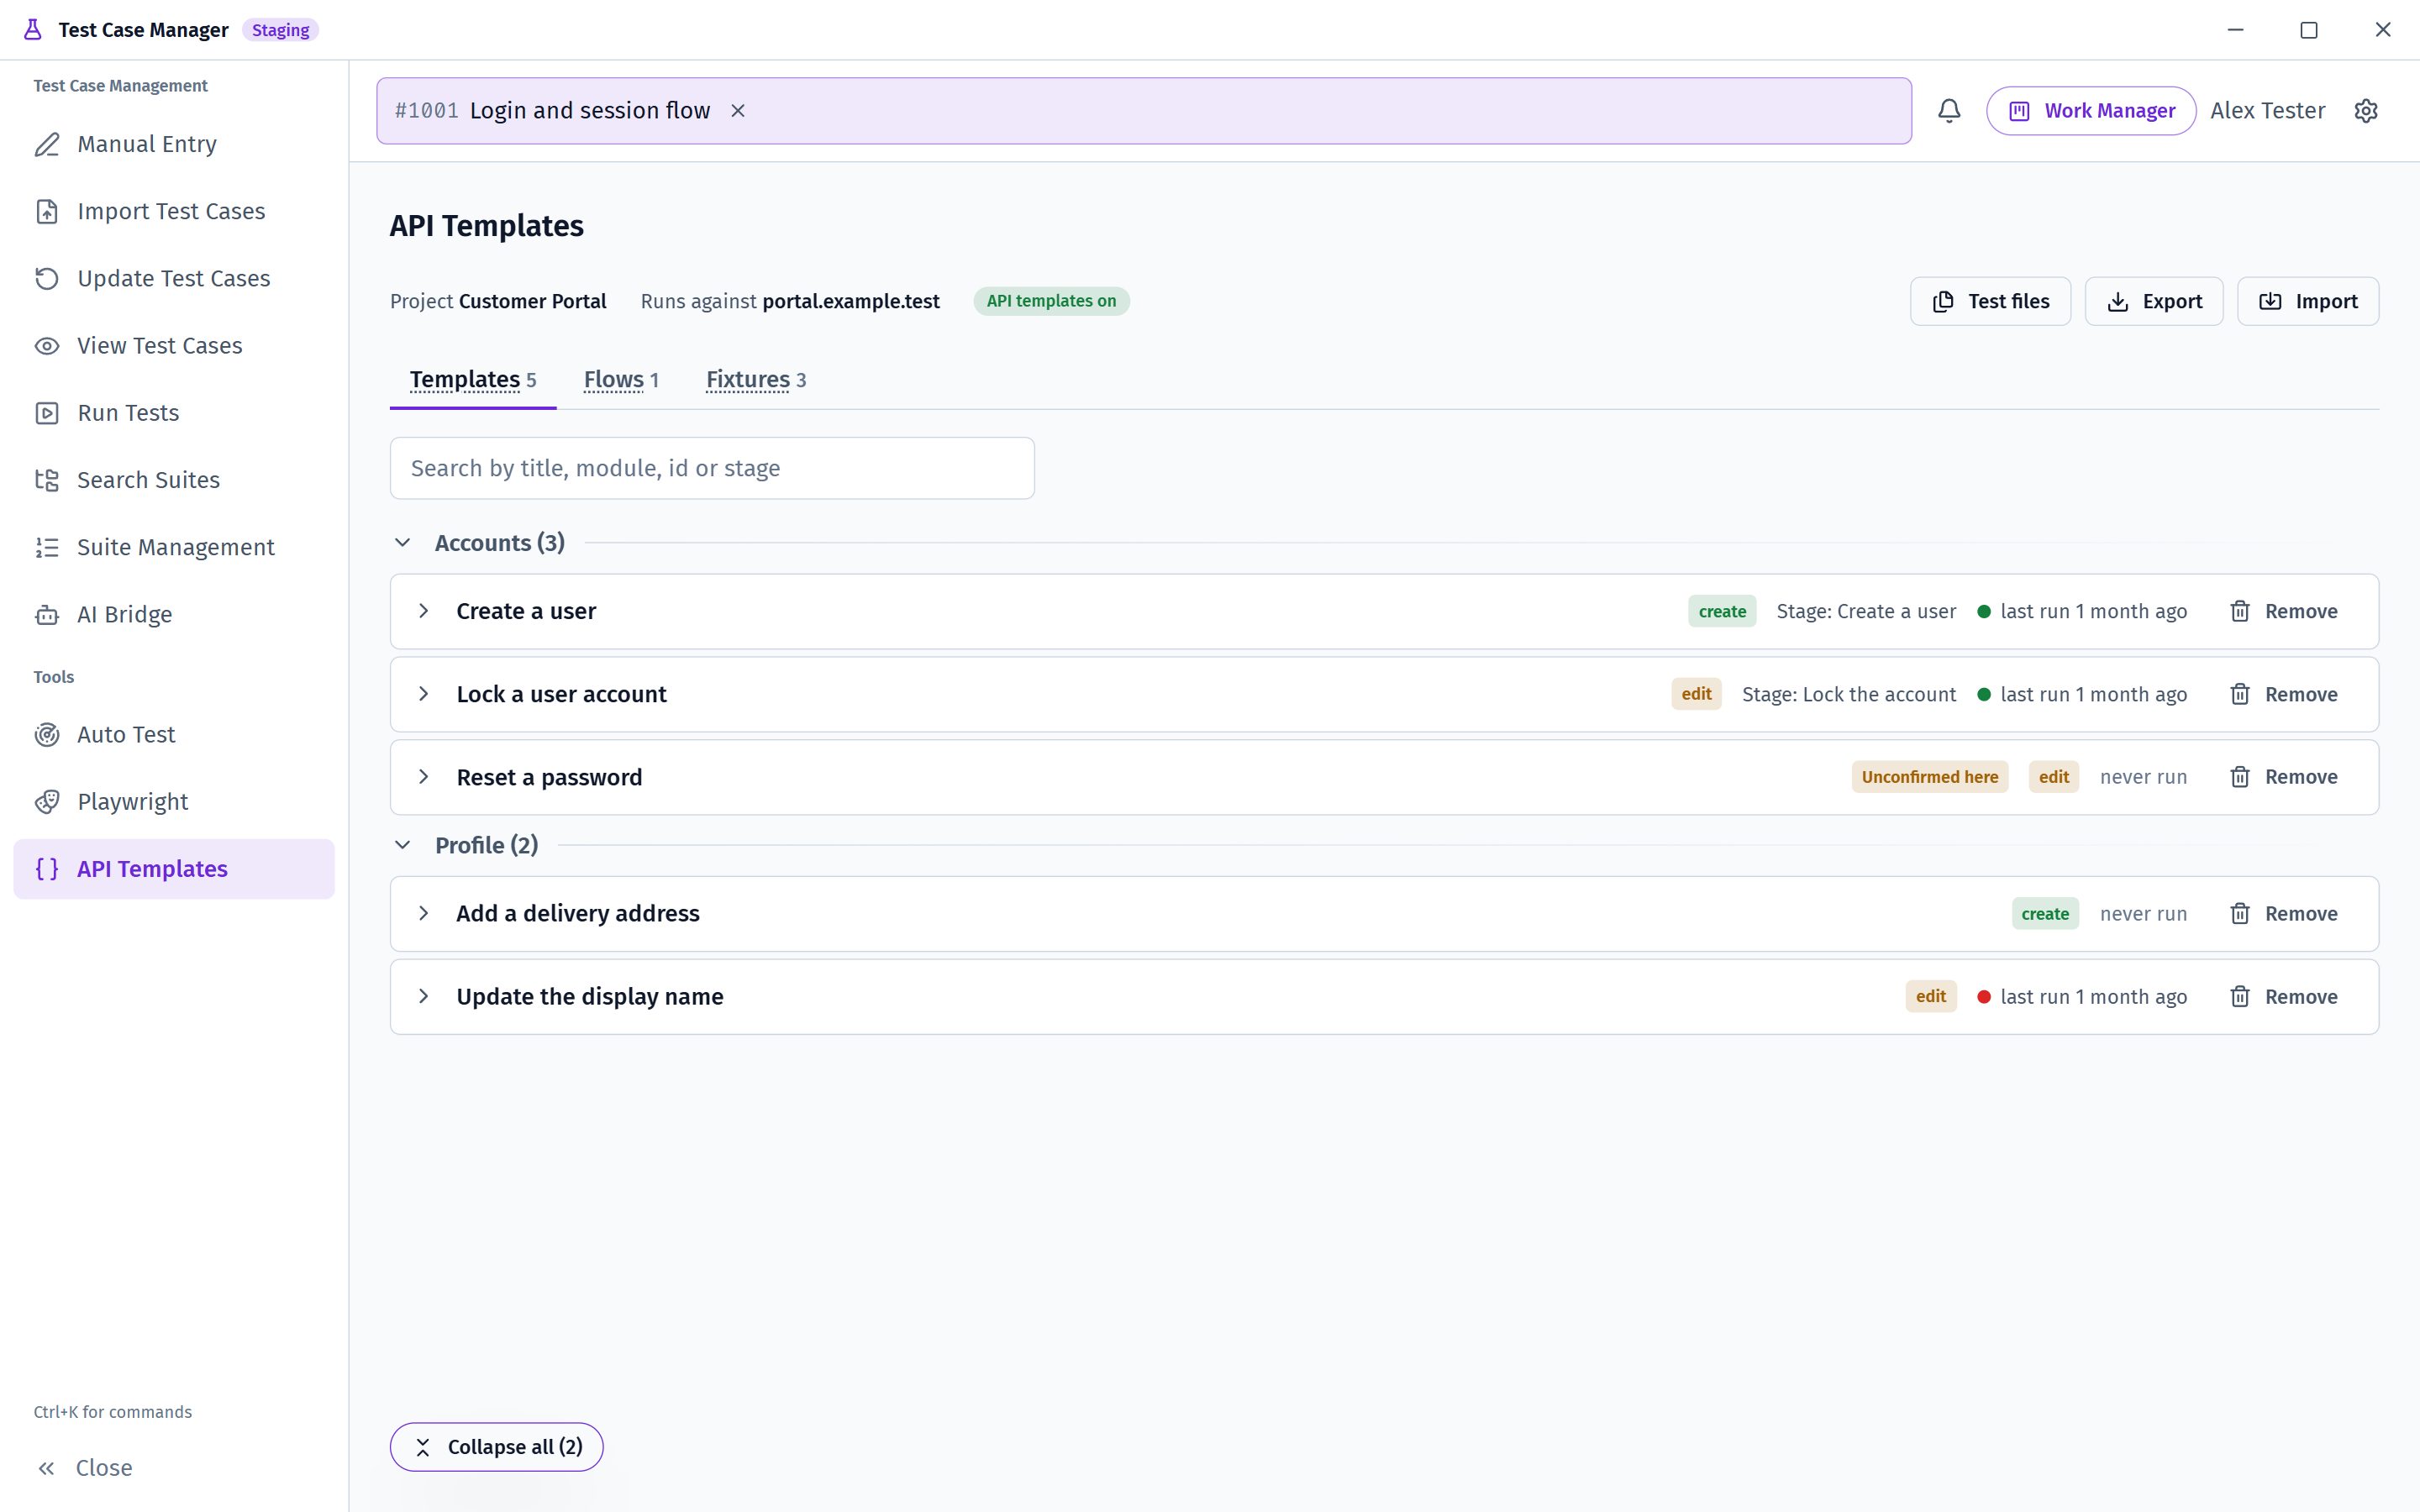 Test Case Manager Staging
Test Case Management
Manual Entry
Import Test Cases
Update Test Cases
View Test Cases
Run Tests
Search Suites
Suite Management
AI Bridge
Tools
Auto Test
Playwright
API Templates
Ctrl+K for commands
Close
#1001 Login and session flow
Work Manager
Alex Tester
API Templates
Project Customer Portal Runs against portal.example.test API templates on
Test files Export Import
Templates 5 Flows 1 Fixtures 3
Search by title, module, id or stage
Accounts (3)
Create a user create Stage: Create a user last run 1 month ago Remove
Lock a user account edit Stage: Lock the account last run 1 month ago Remove
Reset a password Unconfirmed here edit never run Remove
Profile (2)
Add a delivery address create never run Remove
Update the display name edit last run 1 month ago Remove
Collapse all (2)